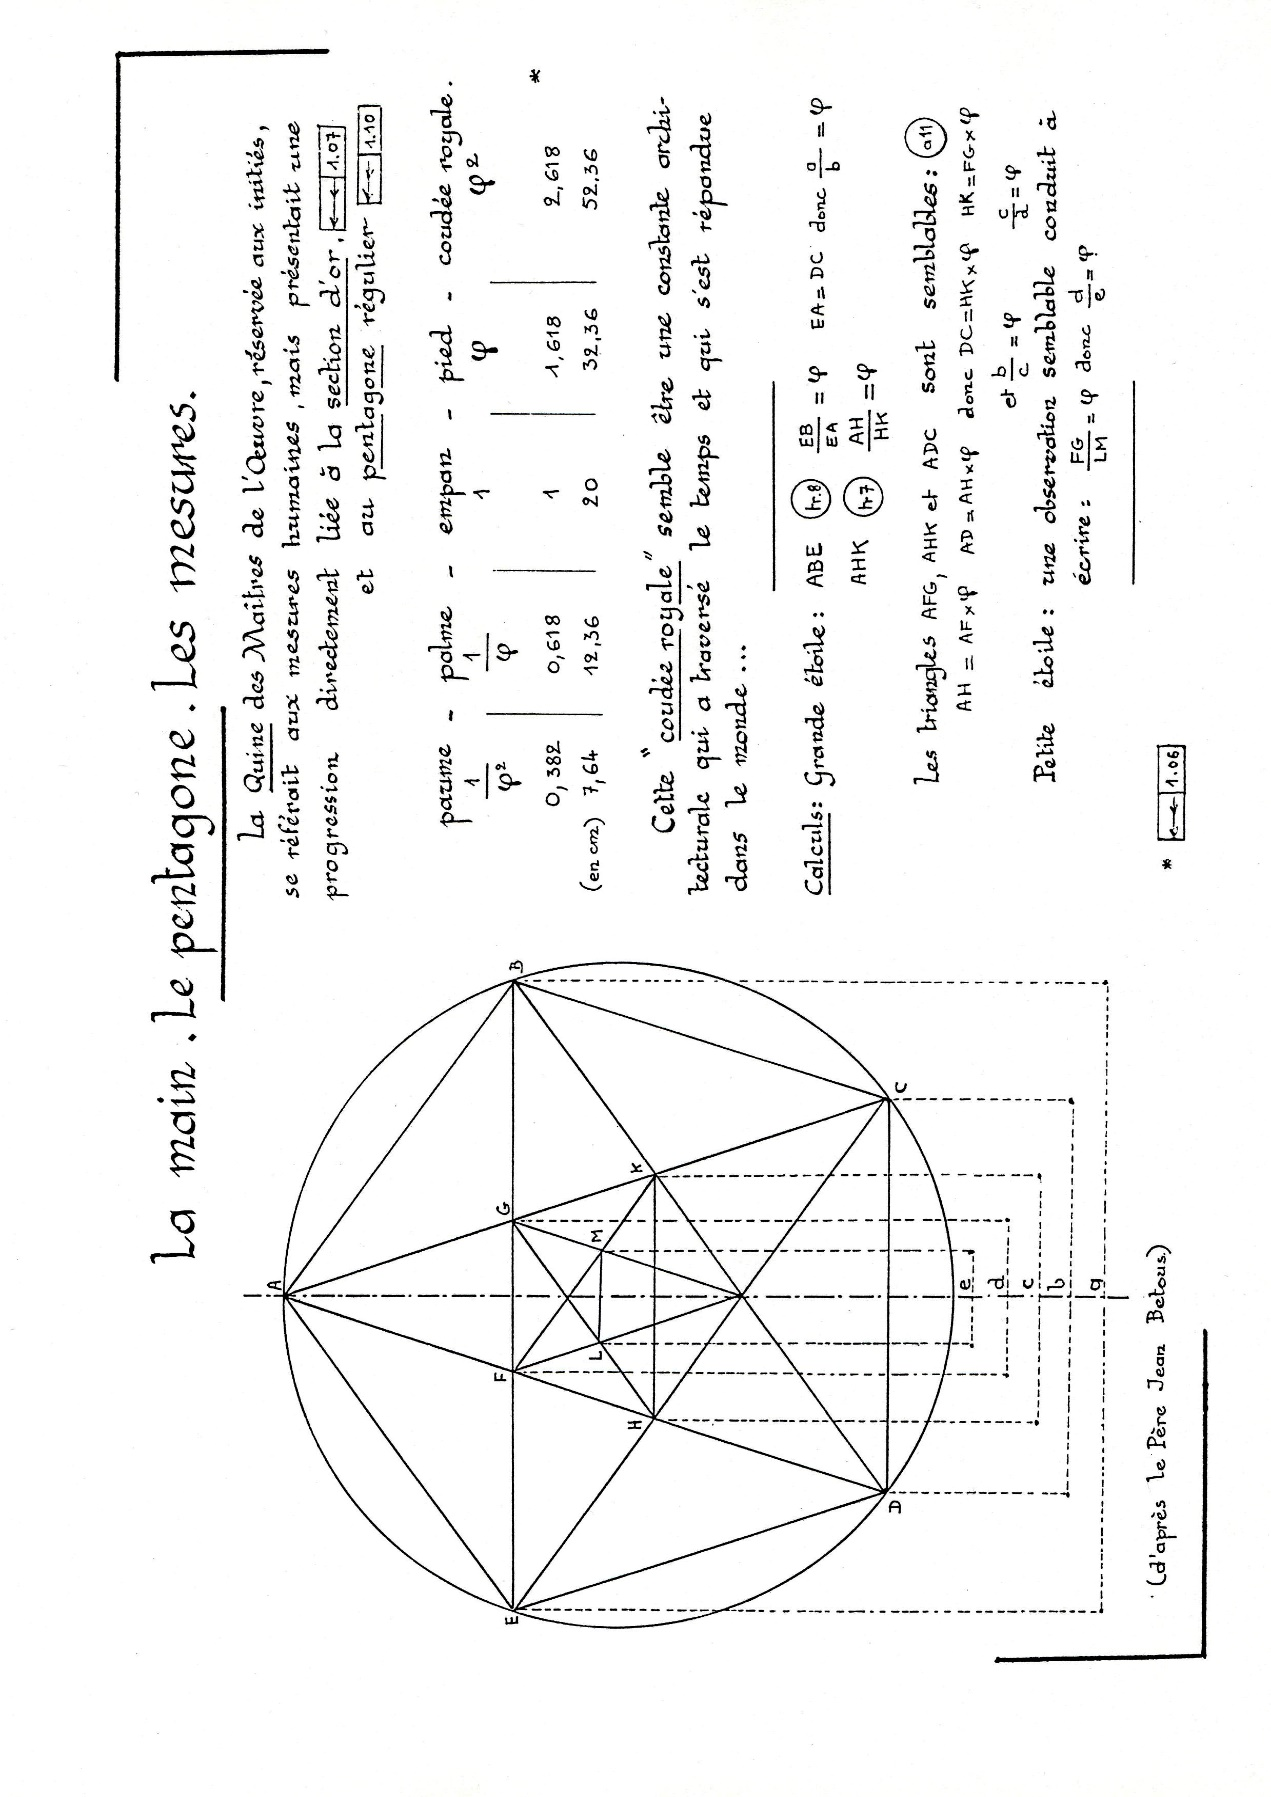 La main . Le pentagone . Les mesures.
La Quine des Maîtres de l'Œuvre, réservée aux initiés,
se référait aux mesures humaines, mais présentait une
progression directement liée à la section d'or. ←← 1.07
et au pentagone régulier ←← 1.10
paume - palme - empan - pied - coudée royale.
1/φ² 1/φ 1 φ φ²
0,382 0,618 1 1,618 2,618 *
(en cm) 7,64 12,36 20 32,36 52,36
Cette "coudée royale" semble être une constante archi-
tecturale qui a traversé le temps et qui s'est répandue
dans le monde...
Calculs: Grande étoile: ABE hr.8 EB/EA = φ EA = DC donc a/b = φ
AHK hr7 AH/HK = φ
Les triangles AFG, AHK et ADC sont semblables: a11
AH = AF x φ AD = AH x φ donc DC = HK x φ HK = FG x φ
et b/c = φ c/d = φ
Petite étoile: une observation semblable conduit à
écrire: FG/LM = φ donc d/e = φ
* ←← 1.06
A
B
C
D
E
F
G
H
K
L
M
e
d
c
b
a
(d'après le Père Jean Betous.)